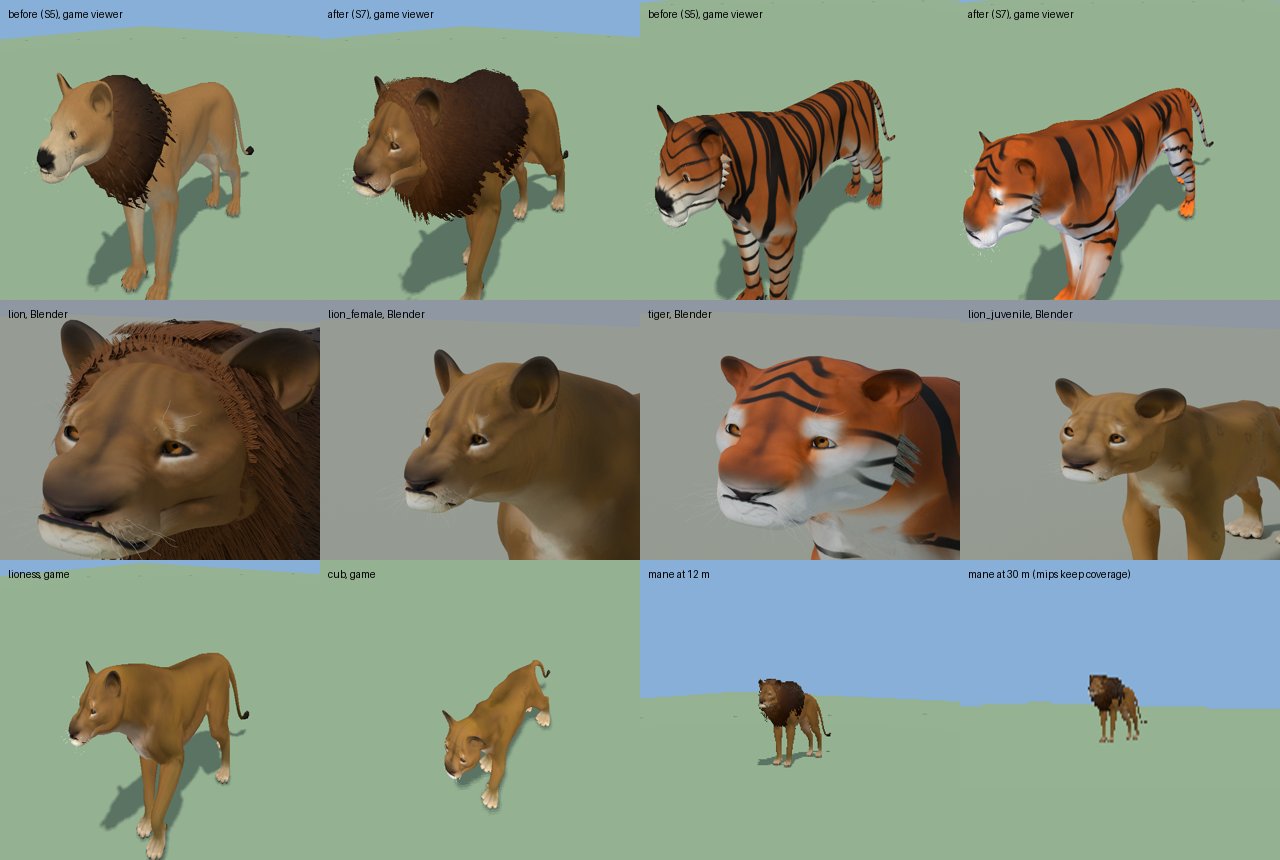 before (S5), game viewer
after (S7), game viewer
before (S5), game viewer
after (S7), game viewer
lion, Blender
lion_female, Blender
tiger, Blender
lion_juvenile, Blender
lioness, game
cub, game
mane at 12 m
mane at 30 m (mips keep coverage)